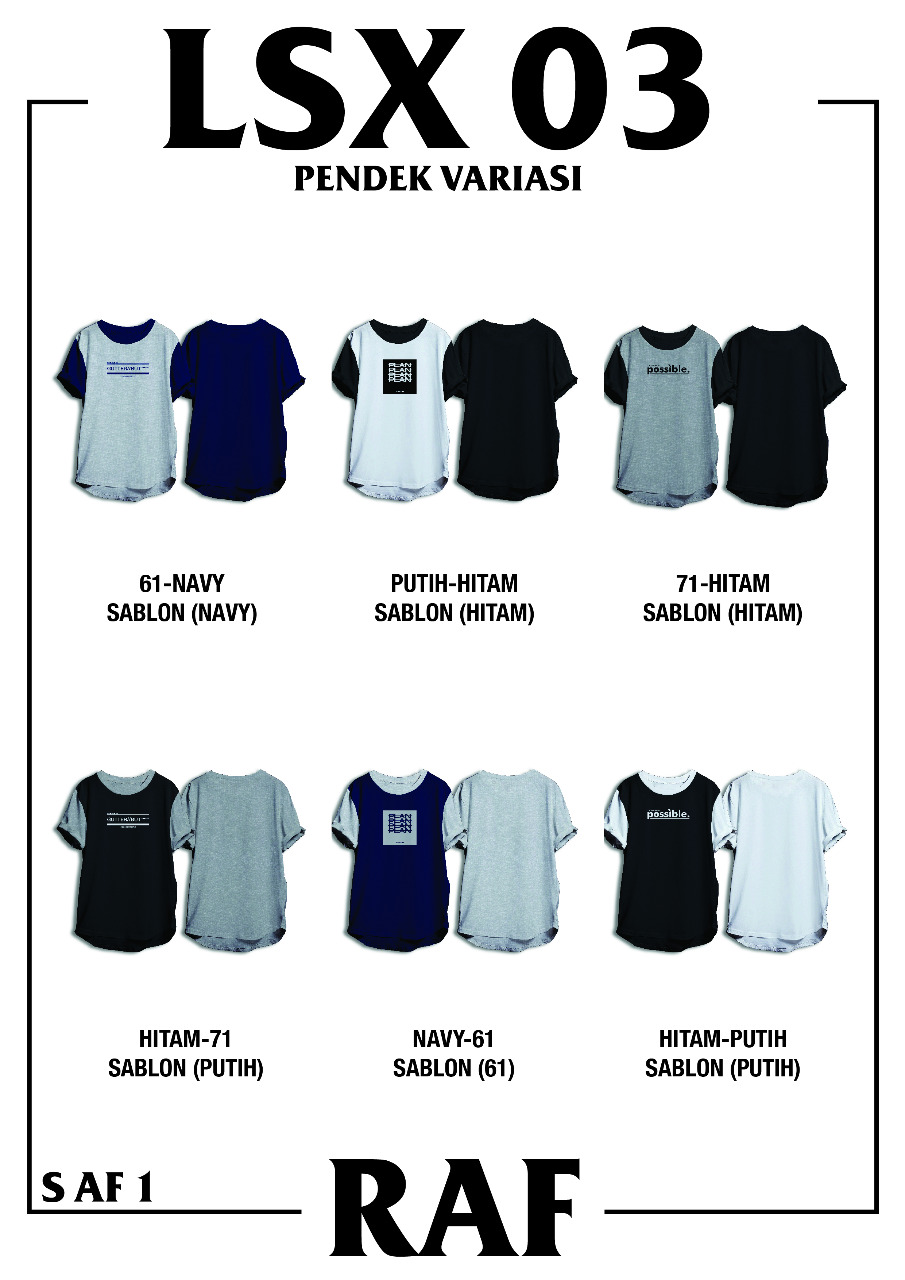 LSX 03
PENDEK VARIASI
PLAN
PLAN
PLAN
PLAN
possible.
61-NAVY
SABLON (NAVY)
PUTIH-HITAM
SABLON (HITAM)
71-HITAM
SABLON (HITAM)
PLAN
PLAN
PLAN
PLAN
possible.
HITAM-71
SABLON (PUTIH)
NAVY-61
SABLON (61)
HITAM-PUTIH
SABLON (PUTIH)
S AF 1
RAF